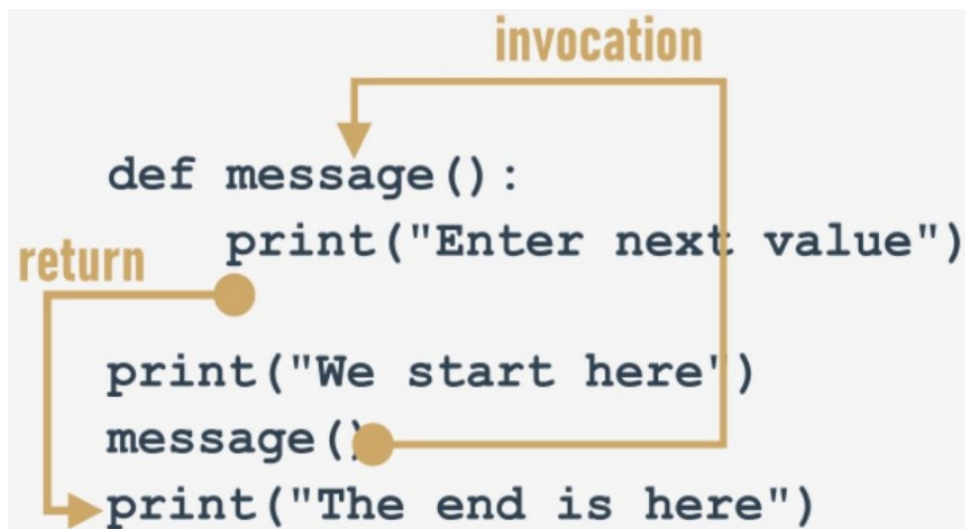 invocation
def message():
    print("Enter next value")
return
print("We start here")
message()
print("The end is here")